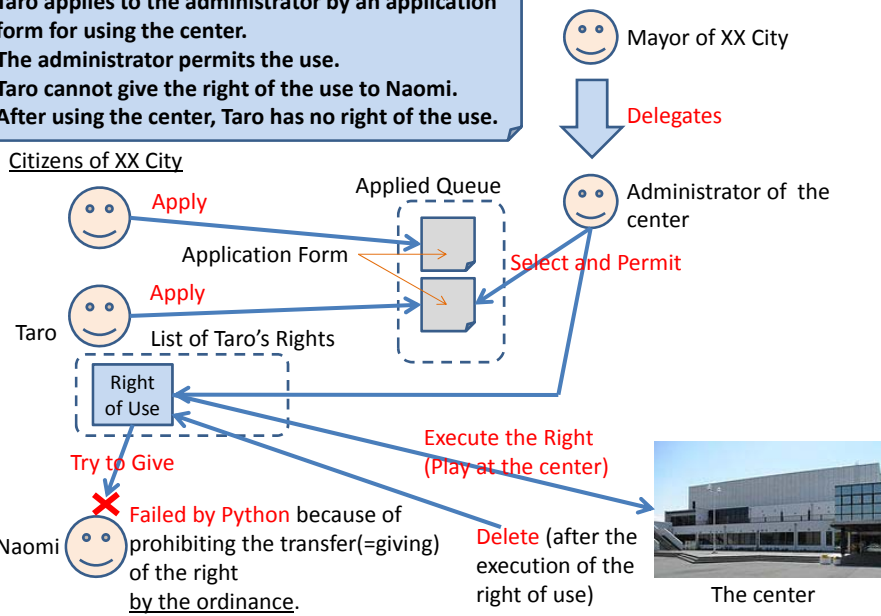 Taro applies to the administrator by an application
form for using the center.
The administrator permits the use.
Taro cannot give the right of the use to Naomi.
After using the center, Taro has no right of the use.
Mayor of XX City
Delegates
Citizens of XX City
Applied Queue
Administrator of the
center
Apply
Application Form
Select and Permit
Apply
Taro
List of Taro's Rights
Right
of Use
Execute the Right
(Play at the center)
Try to Give
Naomi
Failed by Python because of
prohibiting the transfer(=giving)
of the right
by the ordinance.
Delete (after the
execution of the
right of use)
The center